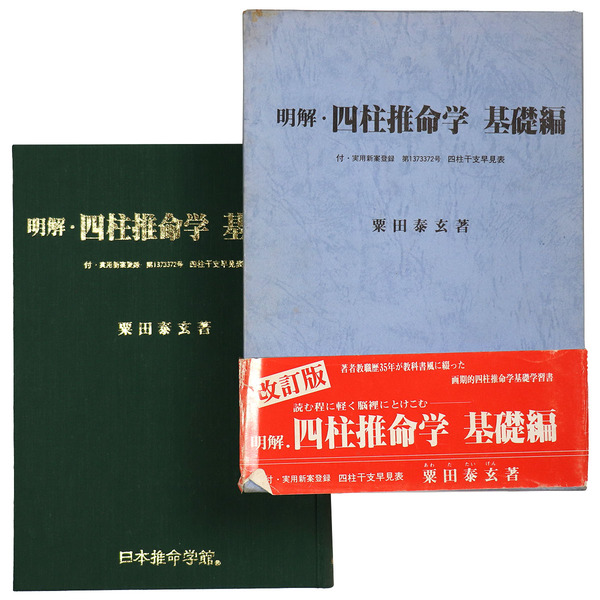 明解・四柱推命学 基礎編
付・実用新案登録 第1373372号 四柱干支早見表
粟田泰玄著
改訂版
著者教職歴35年が教科書風に綴った
画期的四柱推命学基礎学習書
読む程に軽く脳裡にとけこむ――
明解・四柱推命学 基礎編
付・実用新案登録 四柱干支早見表
あわ た たい げん
粟田泰玄著
明解・四柱推命学 基
付・実用新案登録 第1373372号 四柱干支早見表
粟田泰玄著
日本推命学館